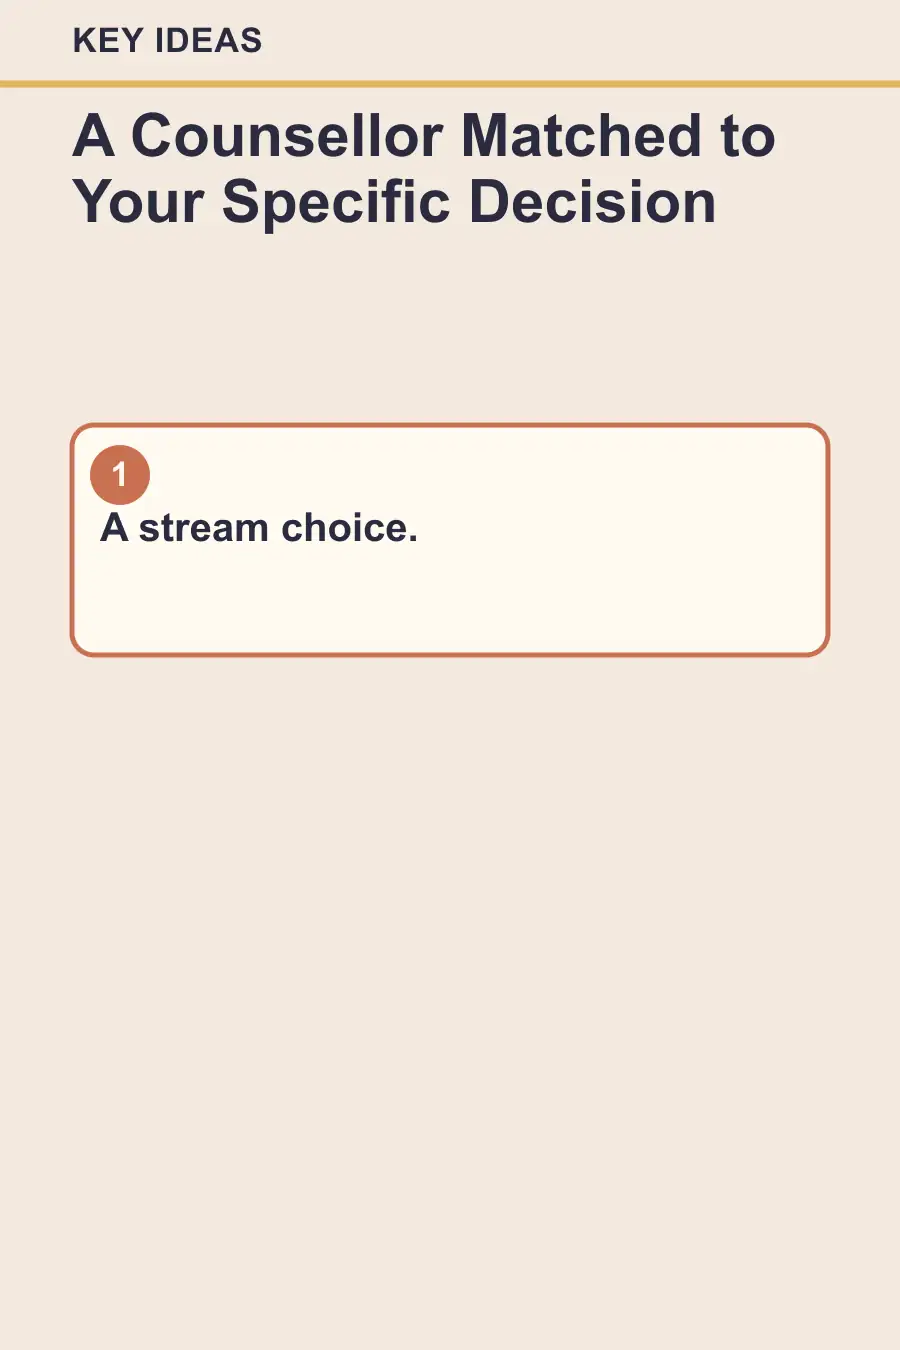 KEY IDEAS
A Counsellor Matched to
Your Specific Decision
1
A stream choice.